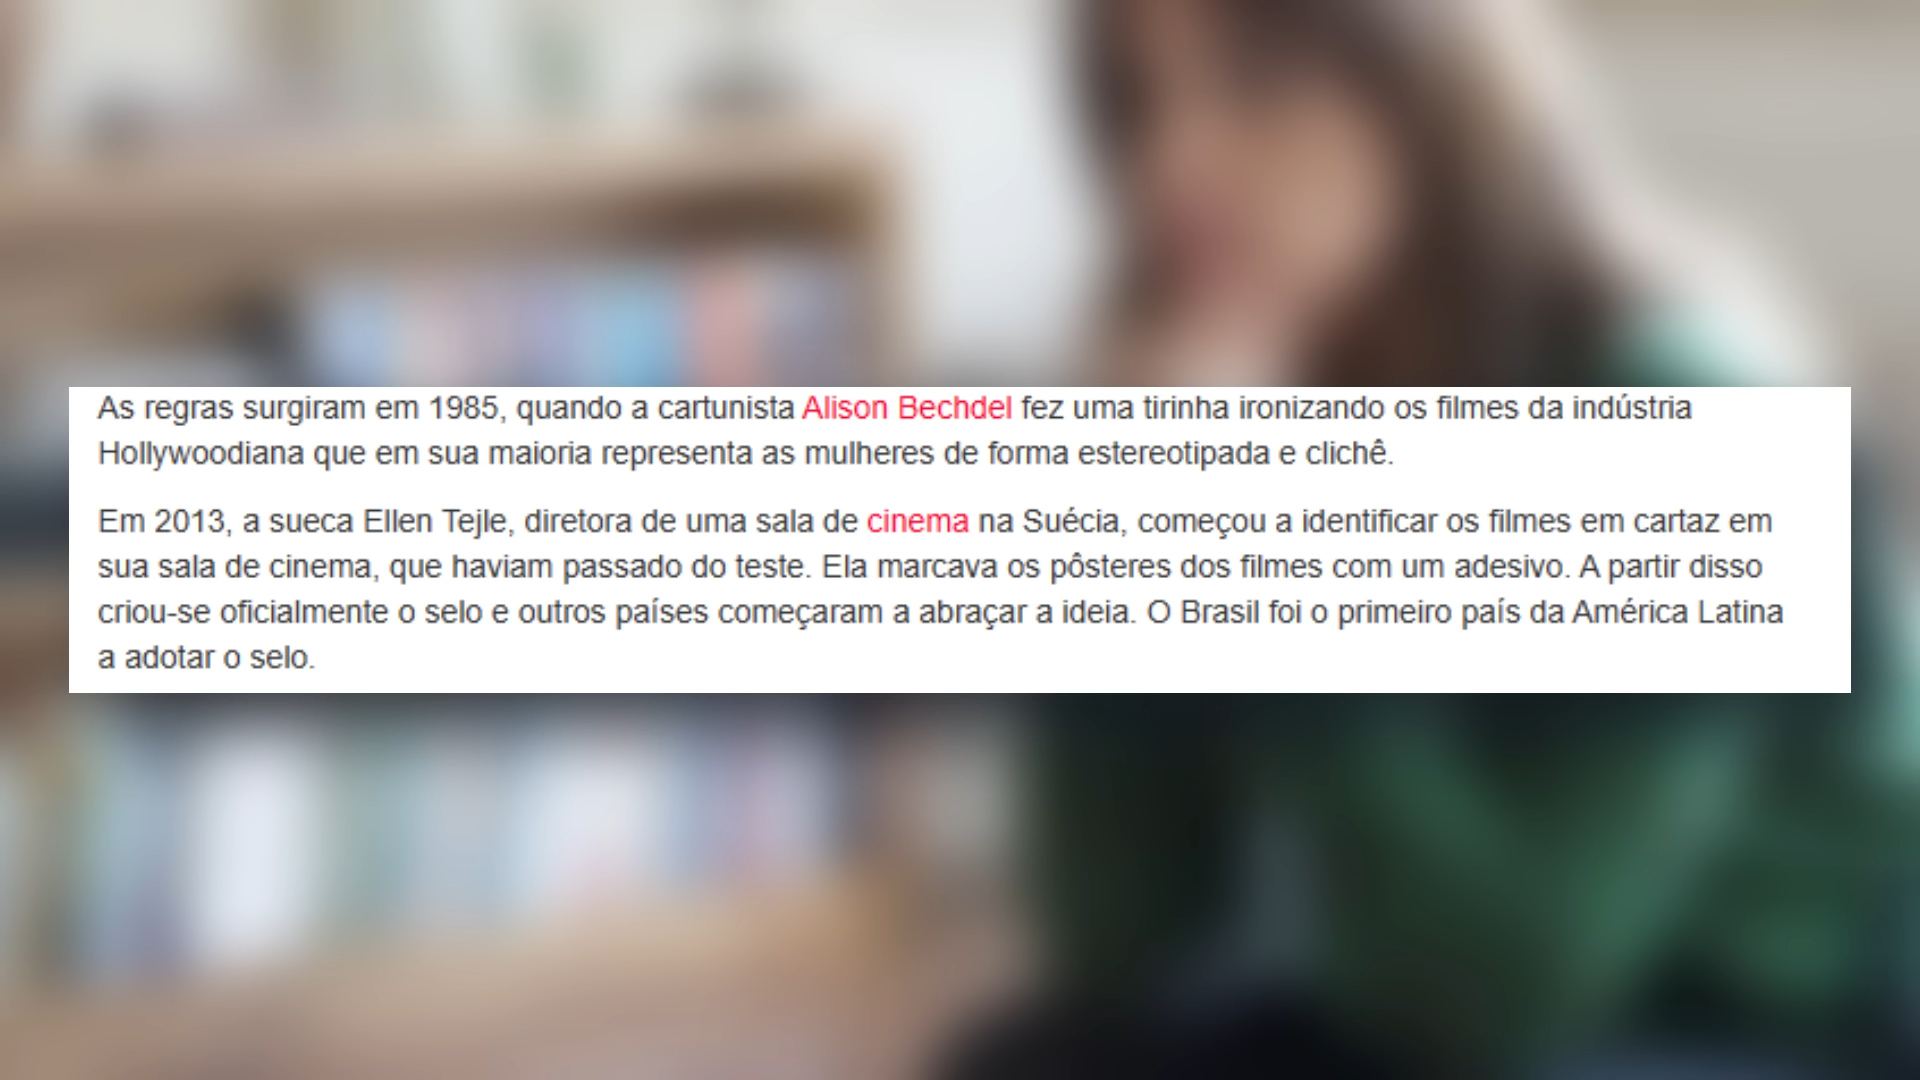 As regras surgiram em 1985, quando a cartunista Alison Bechdel fez uma tirinha ironizando os filmes da indústria
Hollywoodiana que em sua maioria representa as mulheres de forma estereotipada e clichê.
Em 2013, a sueca Ellen Tejle, diretora de uma sala de cinema na Suécia, começou a identificar os filmes em cartaz em
sua sala de cinema, que haviam passado do teste. Ela marcava os pôsteres dos filmes com um adesivo. A partir disso
criou-se oficialmente o selo e outros países começaram a abraçar a ideia. O Brasil foi o primeiro país da América Latina
a adotar o selo.